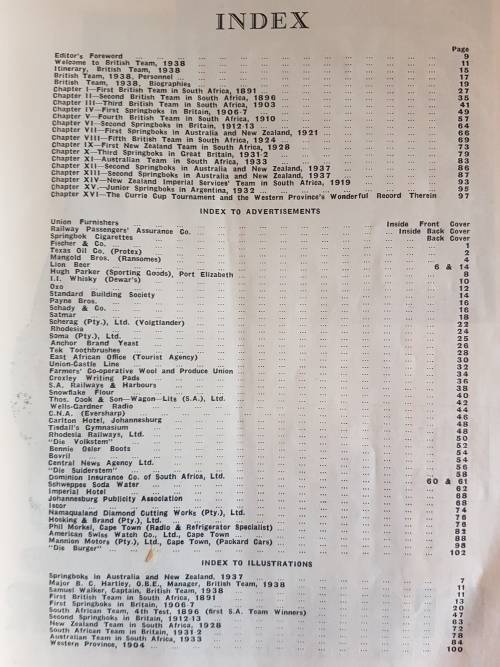 INDEX
Page
Editor's Foreword ... 9
Welcome to British Team, 1938 ... 11
Itinerary, British Team, 1938 ... 15
British Team, 1938, Personnel ... 17
British Team, 1938, Biographies ... 19
Chapter I—First British Team in South Africa, 1891 ... 27
Chapter II—Second British Team in South Africa, 1896 ... 35
Chapter III—Third British Team in South Africa, 1903 ... 41
Chapter IV—First Springboks in Britain, 1906-7 ... 49
Chapter V—Fourth British Team in South Africa, 1910 ... 57
Chapter VI—Second Springboks in Britain, 1912-13 ... 64
Chapter VII—First Springboks in Australia and New Zealand, 1921 ... 66
Chapter VIII—Fifth British Team in South Africa, 1924 ... 69
Chapter IX—First New Zealand Team in South Africa, 1928 ... 73
Chapter X—Third Springboks in Great Britain, 1931-2 ... 79
Chapter XI—Australian Team in South Africa, 1933 ... 83
Chapter XII—Second Springboks in Australia and New Zealand, 1937 ... 86
Chapter XIII—Second Springboks in Australia and New Zealand, 1937 ... 87
Chapter XIV—New Zealand Imperial Services' Team in South Africa, 1919 ... 93
Chapter XV—Junior Springboks in Argentina, 1932 ... 95
Chapter XVI—The Currie Cup Tournament and the Western Province's Wonderful Record Therein 97
INDEX TO ADVERTISEMENTS
Union Furnishers ... Inside Front Cover
Railway Passengers' Assurance Co. ... Inside Back Cover
Springbok Cigarettes ... Back Cover
Fischer & Co. ... 1
Texas Oil Co. (Protex) ... 2
Mangold Bros. (Ransomes) ... 4
Lion Beer ... 6 & 14
Hugh Parker (Sporting Goods), Port Elizabeth ... 8
I.I. Whisky (Dewar's) ... 10
Oxo ... 12
Standard Building Society ... 14
Payne Bros. ... 16
Schady & Co. ... 16
Satmar ... 18
Scherag (Pty.), Ltd. (Voigtlander) ... 22
Rhodesia ... 24
Soma (Pty.), Ltd. ... 25
Anchor Brand Yeast ... 26
Tek Toothbrushes ... 28
East African Office (Tourist Agency) ... 30
Union-Castle Line ... 32
Farmers' Co-operative Wool and Produce Union ... 34
Croxley Writing Pads ... 36
S.A. Railways & Harbours ... 38
Snowflake Flour ... 40
Thos. Cook & Son—Wagon-Lits (S.A.), Ltd. ... 42
Wells-Gardner Radio ... 44
C.N.A. (Eversharp) ... 46
Carlton Hotel, Johannesburg ... 48
Tisdall's Gymnasium ... 48
Rhodesia Railways, Ltd. ... 50
"Die Volkstem" ... 52
Bennie Osler Boots ... 54
Bovril ... 54
Central News Agency Ltd. ... 56
"Die Suiderstem" ... 58
Dominion Insurance Co. of South Africa, Ltd. ... 60 & 61
Schweppes Soda Water ... 62
Imperial Hotel ... 68
Johannesburg Publicity Association ... 68
Iscor ... 74
Namaqualand Diamond Cutting Works (Pty.), Ltd. ... 76
Hosking & Brand (Pty.), Ltd. ... 76
Phil Morkel, Cape Town (Radio & Refrigerator Specialist) ... 82
American Swiss Watch Co., Ltd., Cape Town ... 88
Mannion Motors (Pty.), Ltd., Cape Town, (Packard Cars) ... 98
"Die Burger" ... 102
INDEX TO ILLUSTRATIONS
Springboks in Australia and New Zealand, 1937 ... 7
Major B. C. Hartley, O.B.E., Manager, British Team, 1938 ... 11
Samuel Walker, Captain, British Team, 1938 ... 11
First British Team in South Africa, 1891 ... 13
First Springboks in Britain, 1906-7 ... 20
South African Team, 4th Test, 1896 (first S.A. Team Winners) ... 47
Second Springboks in Britain, 1912-13 ... 63
New Zealand Team in South Africa, 1928 ... 72
South African Team in Britain, 1931-2 ... 78
Australian Team in South Africa, 1933 ... 84
Western Province, 1904 ... 100